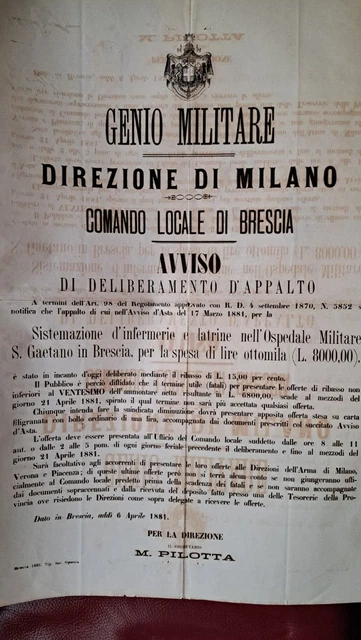 GENIO MILITARE
DIREZIONE DI MILANO
COMANDO LOCALE DI BRESCIA
AVVISO
DI DELIBERAMENTO D'APPALTO
A termini dell'Art. 98 del Regolamento approvato con R. D. 4 settembre 1870, N. 5852 si
notifica che l'appalto di cui nell'Avviso d'Asta del 17 Marzo 1881, per la
Sistemazione d'infermerie e latrine nell'Ospedale Militare
S. Gaetano in Brescia, per la spesa di lire ottomila (L. 8000,00).
è stato in incanto d'oggi deliberato mediante il ribasso di L. 15,00 per cento.
Il Pubblico è perciò diffidato che il termine utile (fatali) per presentare le offerte di ribasso non
inferiori al VENTESIMO dell'ammontare netto risultante in L. 6800,00, scade al mezzodì del
giorno 21 Aprile 1881, spirato il qual termine non sarà più accettata qualsiasi offerta.
Chiunque intenda fare la suindicata diminuzione dovrà presentare apposita offerta stesa su carta
filigranata con bollo ordinario di una lira, accompagnata dai documenti prescritti col succitato Avviso
d'Asta.
L'offerta deve essere presentata all'Ufficio del Comando locale suddetto dalle ore 8 alle 11
ant. o dalle 2 alle 5 pom. di ogni giorno feriale precedente il deliberamento e fino al mezzodì del
giorno 21 Aprile 1881.
Sarà facoltativo agli accorrenti di presentare le loro offerte alle Direzioni dell'Arma di Milano,
Verona e Piacenza; di queste ultime offerte però non si terrà alcun conto se non giungeranno uffi-
cialmente al Comando locale predetto prima della scadenza dei fatali e se non saranno accompagnate
dai documenti sopraccennati e dalla ricevuta del deposito fatto presso una delle Tesorerie delle Pro-
vincia ove risiedono le Direzioni come sopra delegate a ricevere le offerte.
Dato in Brescia, addì 6 Aprile 1881.
PER LA DIREZIONE
IL SEGRETARIO
M. PILOTTA
Brescia 1881. Tip.